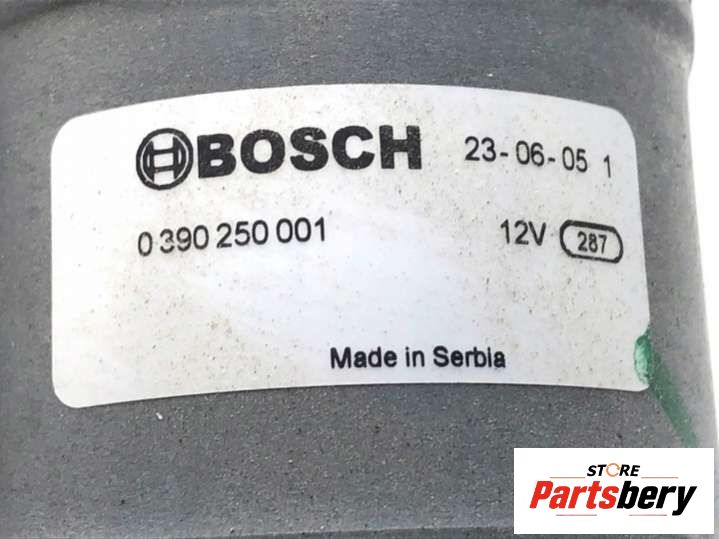 BOSCH 23-06-05 1
0 390 250 001 12V 287
Made in Serbia
STORE
Partsbery